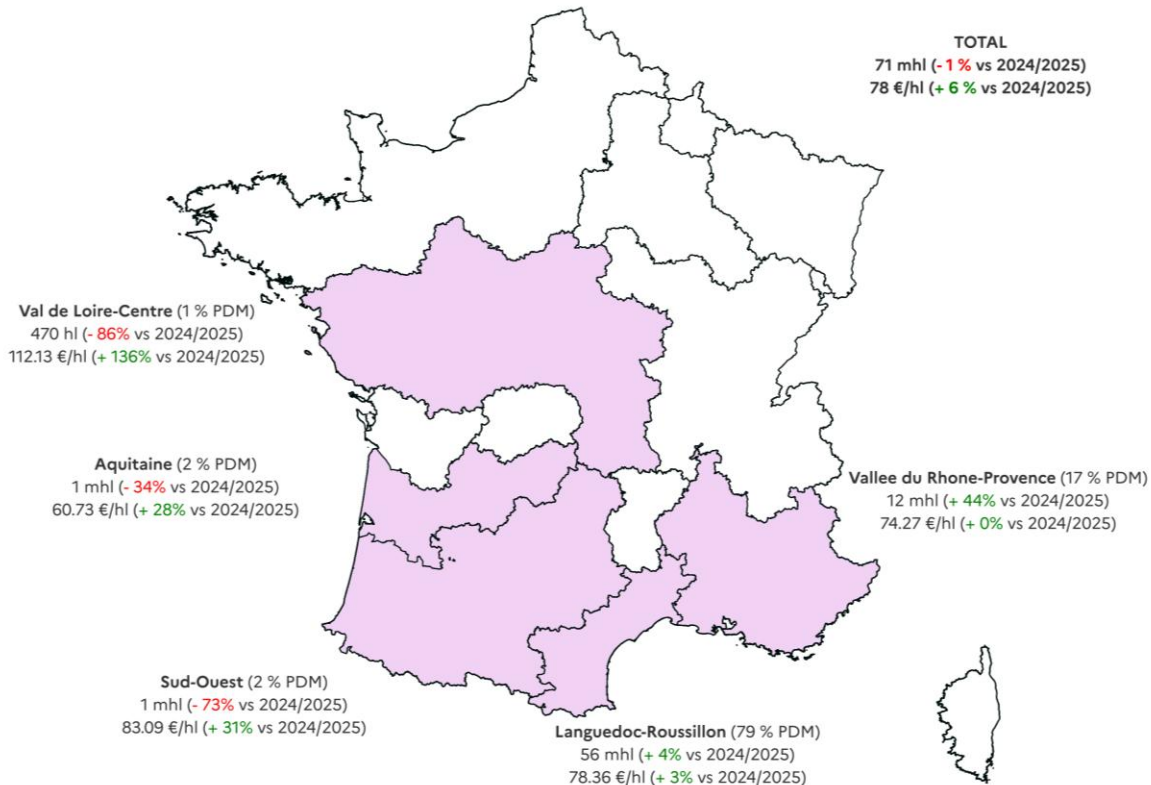 TOTAL
71 mhl (- 1 % vs 2024/2025)
78 €/hl (+ 6 % vs 2024/2025)
Val de Loire-Centre (1 % PDM)
470 hl (- 86% vs 2024/2025)
112.13 €/hl (+ 136% vs 2024/2025)
Aquitaine (2 % PDM)
1 mhl (- 34% vs 2024/2025)
60.73 €/hl (+ 28% vs 2024/2025)
Vallee du Rhone-Provence (17 % PDM)
12 mhl (+ 44% vs 2024/2025)
74.27 €/hl (+ 0% vs 2024/2025)
Sud-Ouest (2 % PDM)
1 mhl (- 73% vs 2024/2025)
83.09 €/hl (+ 31% vs 2024/2025)
Languedoc-Roussillon (79 % PDM)
56 mhl (+ 4% vs 2024/2025)
78.36 €/hl (+ 3% vs 2024/2025)